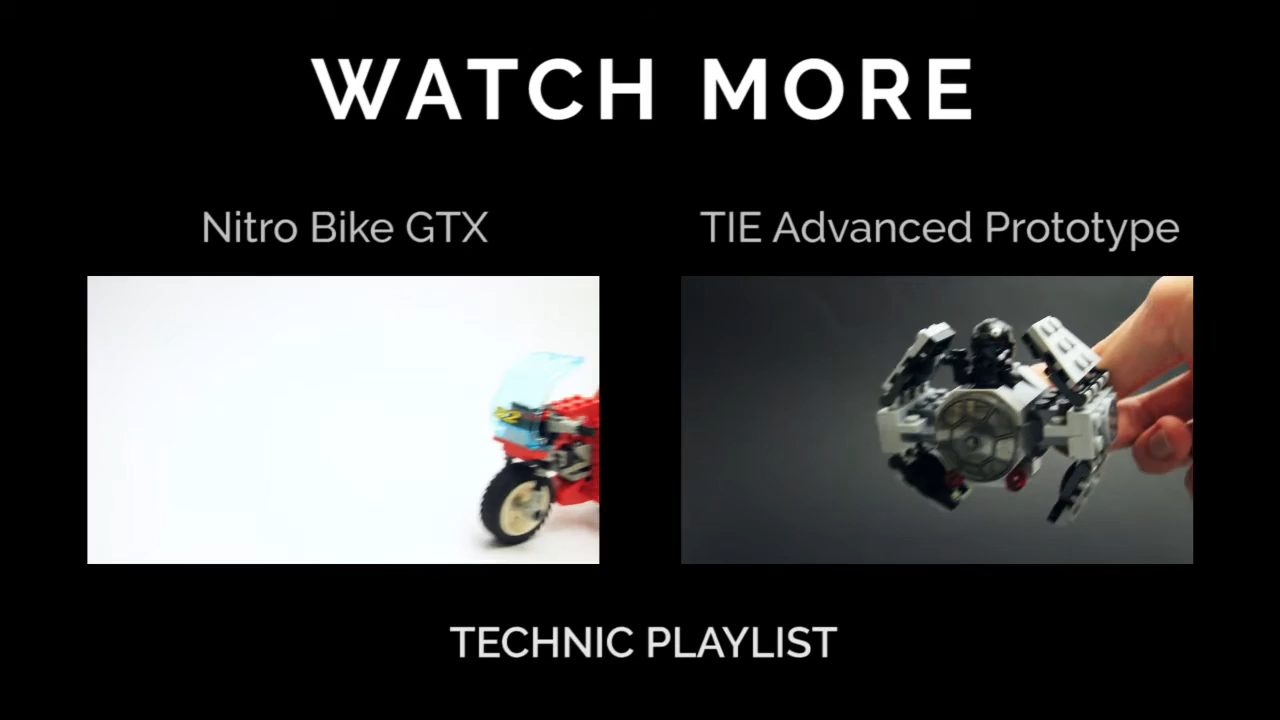 WATCH MORE
Nitro Bike GTX
TIE Advanced Prototype
TECHNIC PLAYLIST